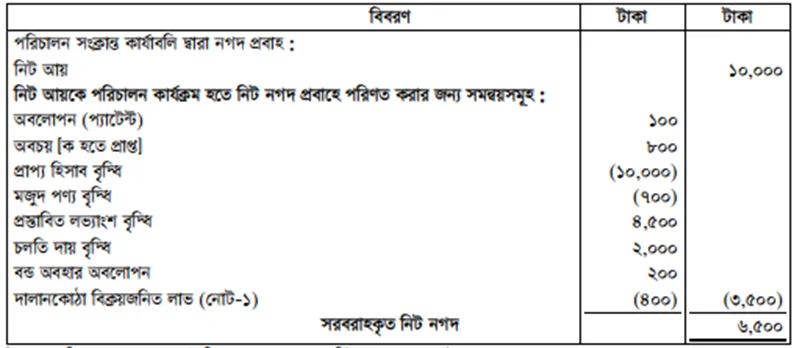 বিবরণ টাকা টাকা
পরিচালন সংক্রান্ত কার্যাবলি দ্বারা নগদ প্রবাহ :
নিট আয় ১০,০০০
নিট আয়কে পরিচালন কার্যক্রম হতে নিট নগদ প্রবাহে পরিণত করার জন্য সমন্বয়সমূহ :
অবলোপন (প্যাটেন্ট) ১০০
অবচয় [ক হতে প্রাপ্ত] ৮০০
প্রাপ্য হিসাব বৃদ্ধি (১০,০০০)
মজুদ পণ্য বৃদ্ধি (৭০০)
প্রস্তাবিত লভ্যাংশ বৃদ্ধি ৪,৫০০
চলতি দায় বৃদ্ধি ২,০০০
বন্ড অবহার অবলোপন ২০০
দালানকোঠা বিক্রয়জনিত লাভ (নোট-১) (৪০০) (৩,৫০০)
সরবরাহকৃত নিট নগদ ৬,৫০০